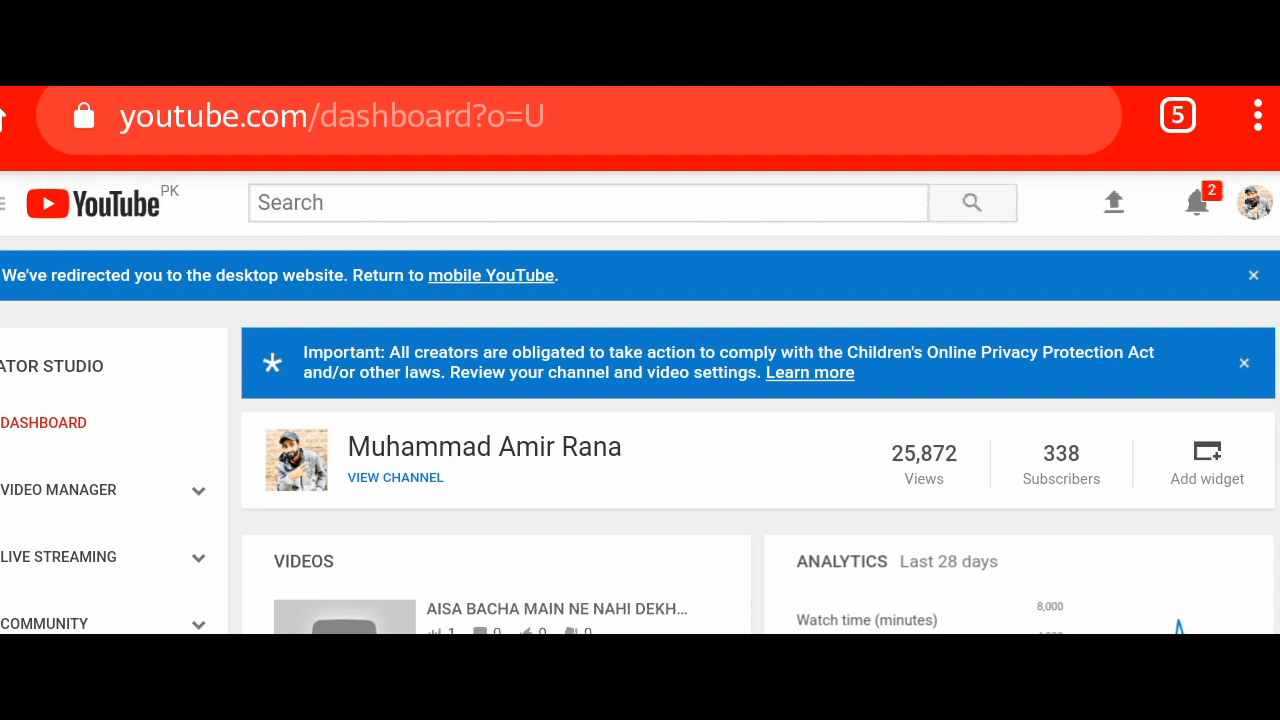 youtube.com/dashboard?o=U
5
YouTube PK
Search
2
We've redirected you to the desktop website. Return to mobile YouTube.
ATOR STUDIO
Important: All creators are obligated to take action to comply with the Children's Online Privacy Protection Act
and/or other laws. Review your channel and video settings. Learn more
DASHBOARD
VIDEO MANAGER
LIVE STREAMING
COMMUNITY
Muhammad Amir Rana
VIEW CHANNEL
25,872
Views
338
Subscribers
Add widget
VIDEOS
AISA BACHA MAIN NE NAHI DEKH...
1 0 0 0
ANALYTICS Last 28 days
Watch time (minutes)
8,000